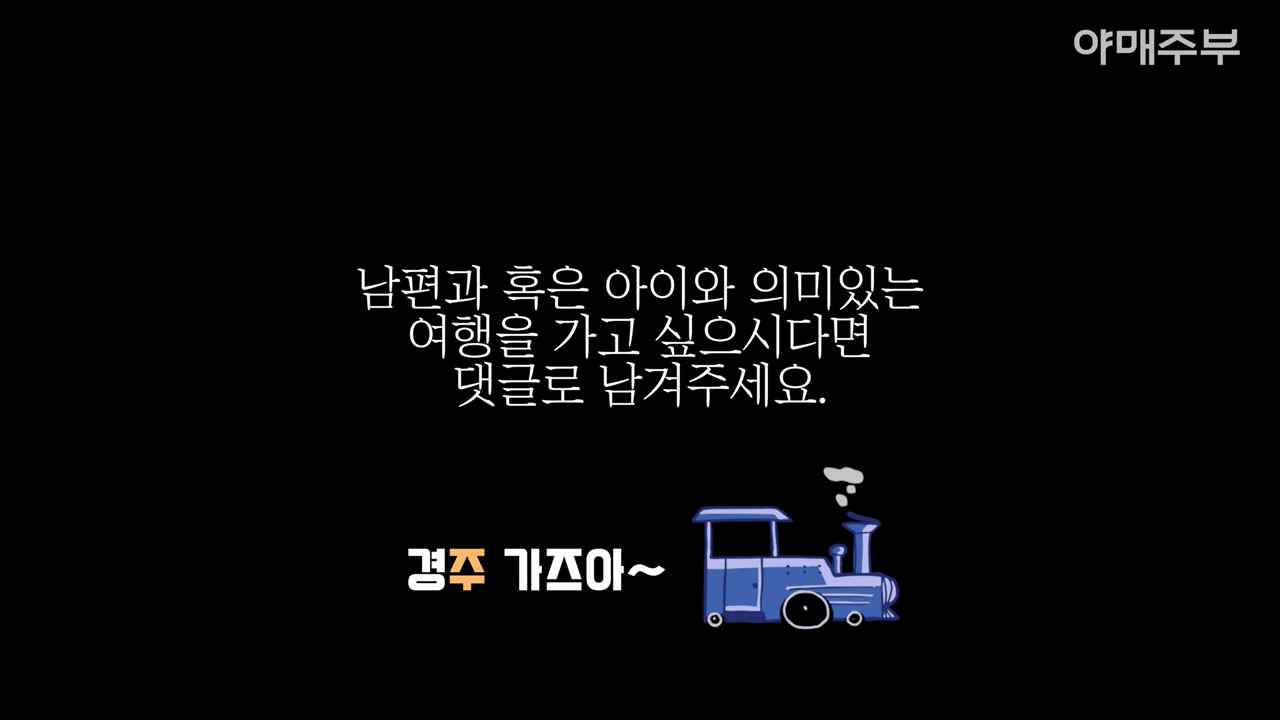 야매주부
남편과 혹은 아이와 의미있는
여행을 가고 싶으시다면
댓글로 남겨주세요.
경주 가즈아~